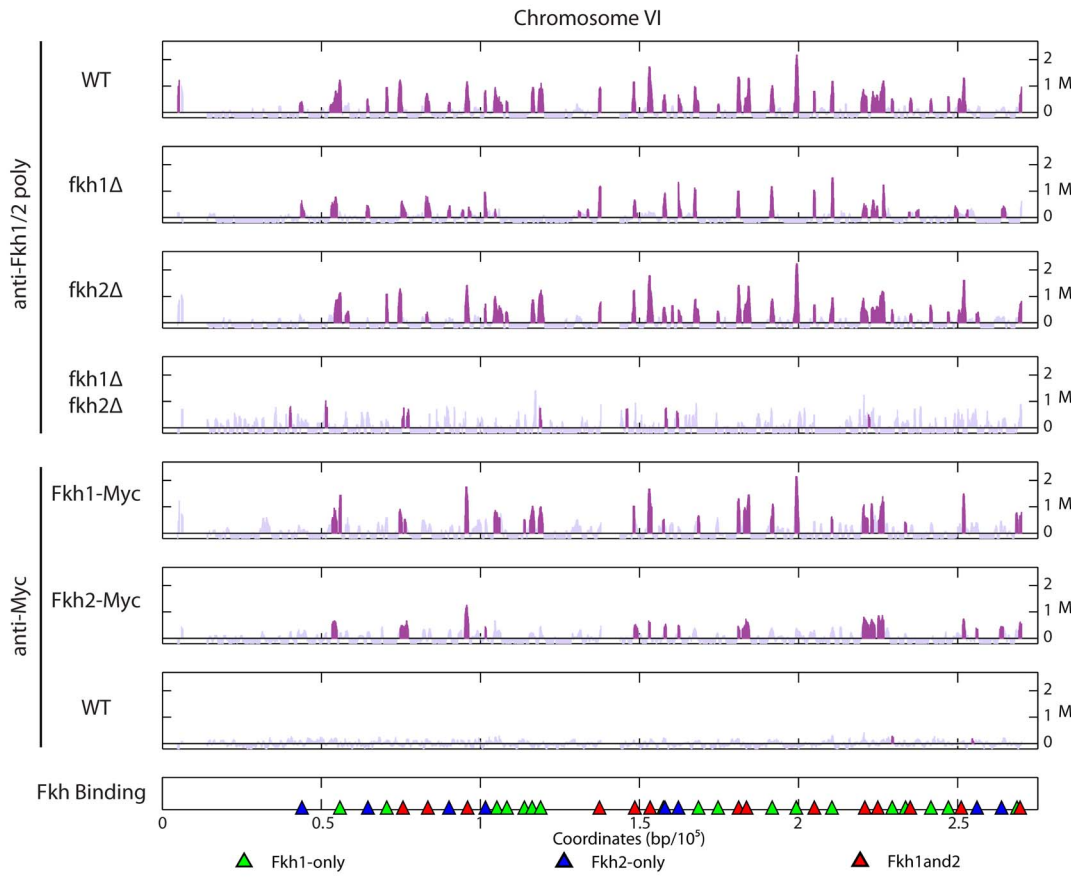 Chromosome VI
anti-Fkh1/2 poly
WT
2
1 M
0
fkh1Δ
2
1 M
0
fkh2Δ
2
1 M
0
fkh1Δ
fkh2Δ
2
1 M
0
anti-Myc
Fkh1-Myc
2
1 M
0
Fkh2-Myc
2
1 M
0
WT
2
1 M
0
Fkh Binding
0 0.5 1 1.5 2 2.5
Coordinates (bp/10⁵)
Fkh1-only Fkh2-only Fkh1and2